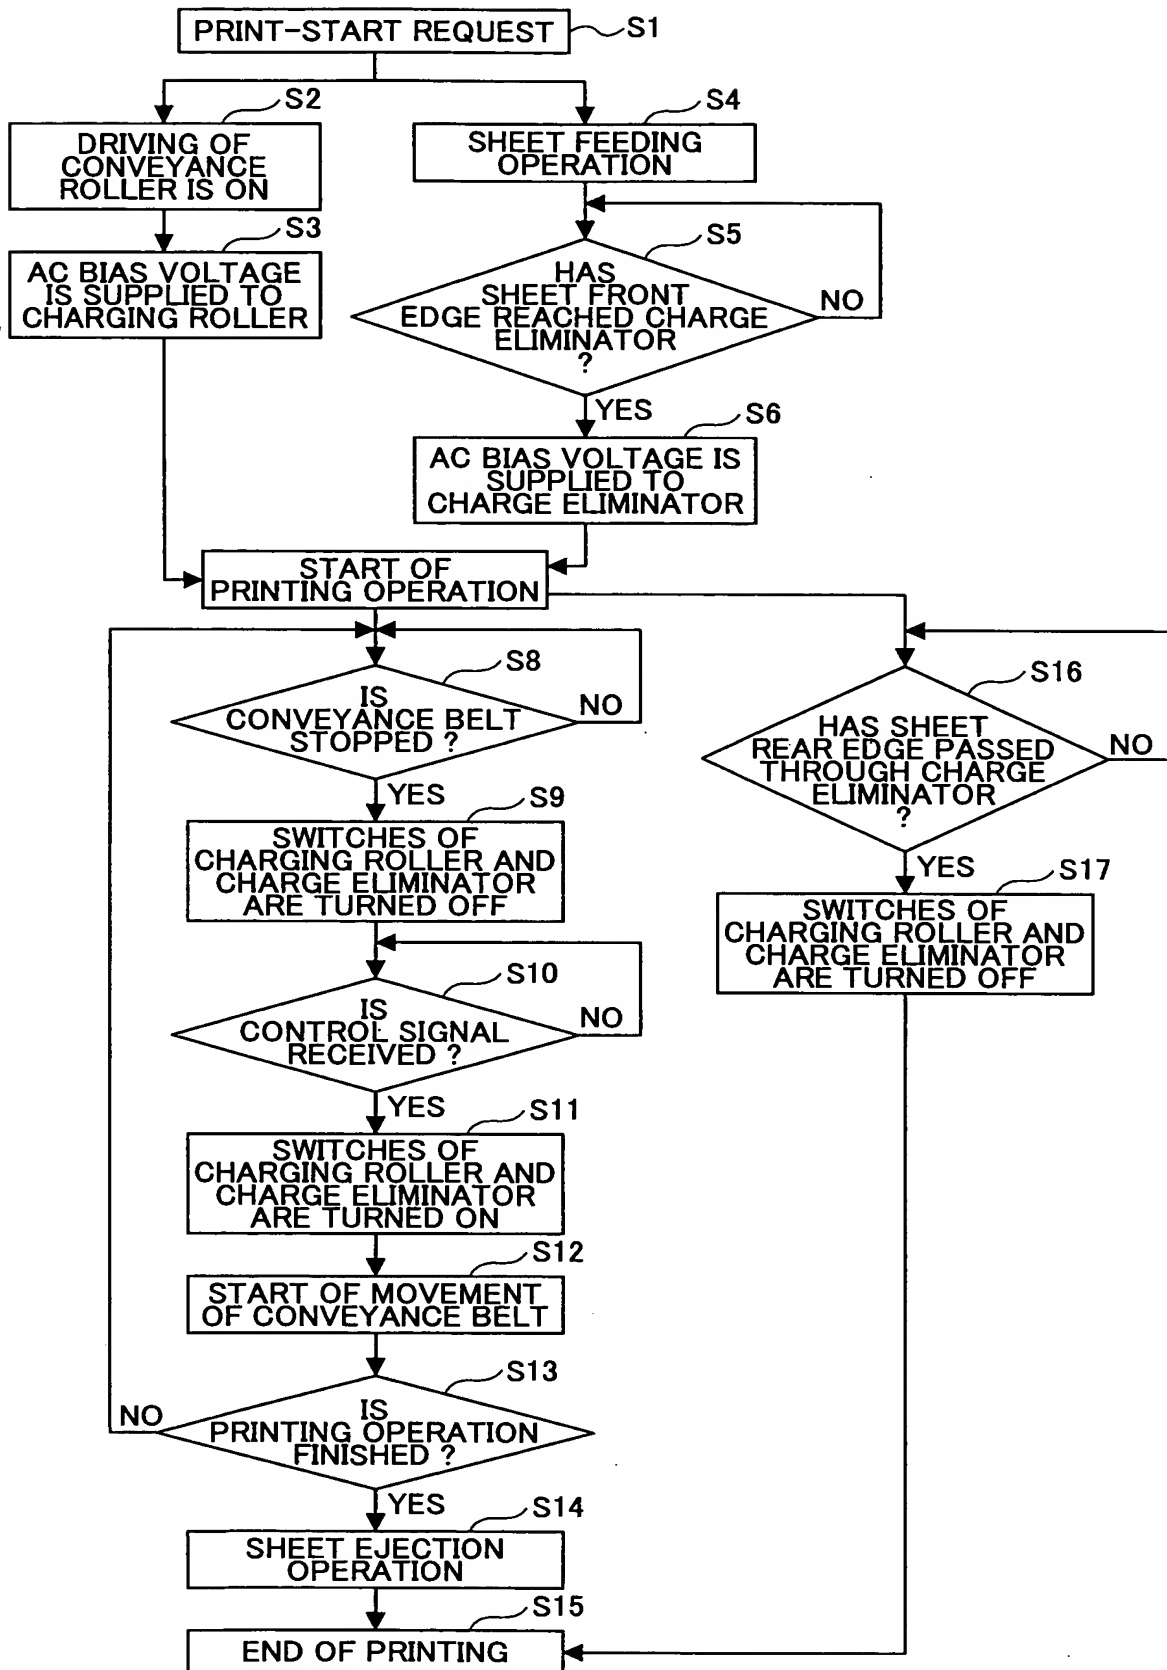 PRINT-START REQUEST
S1
S2
DRIVING OF
CONVEYANCE
ROLLER IS ON
S3
AC BIAS VOLTAGE
IS SUPPLIED TO
CHARGING ROLLER
S4
SHEET FEEDING
OPERATION
S5
HAS
SHEET FRONT
EDGE REACHED CHARGE
ELIMINATOR
?
NO
YES
S6
AC BIAS VOLTAGE IS
SUPPLIED TO
CHARGE ELIMINATOR
START OF
PRINTING OPERATION
S8
IS
CONVEYANCE BELT
STOPPED ?
NO
YES
S9
SWITCHES OF
CHARGING ROLLER AND
CHARGE ELIMINATOR
ARE TURNED OFF
S10
IS
CONTROL SIGNAL
RECEIVED ?
NO
YES
S11
SWITCHES OF
CHARGING ROLLER AND
CHARGE ELIMINATOR
ARE TURNED ON
S12
START OF MOVEMENT
OF CONVEYANCE BELT
S13
IS
PRINTING OPERATION
FINISHED ?
NO
YES
S14
SHEET EJECTION
OPERATION
S15
END OF PRINTING
S16
HAS SHEET
REAR EDGE PASSED
THROUGH CHARGE
ELIMINATOR
?
NO
YES
S17
SWITCHES OF
CHARGING ROLLER AND
CHARGE ELIMINATOR
ARE TURNED OFF